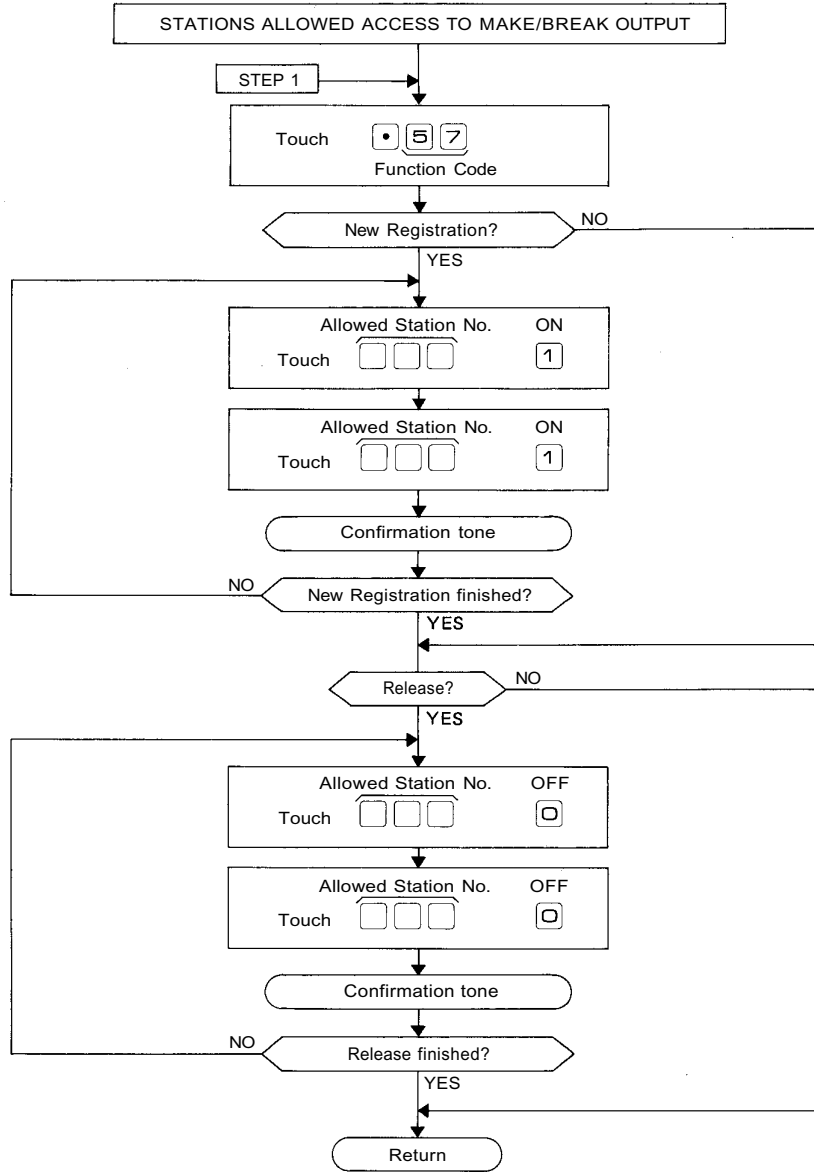 STATIONS ALLOWED ACCESS TO MAKE/BREAK OUTPUT
STEP 1
Touch • 5 7
Function Code
New Registration?
NO
YES
Allowed Station No. ON
Touch 1
Allowed Station No. ON
Touch 1
Confirmation tone
NO
New Registration finished?
YES
Release?
NO
YES
Allowed Station No. OFF
Touch 0
Allowed Station No. OFF
Touch 0
Confirmation tone
NO
Release finished?
YES
Return